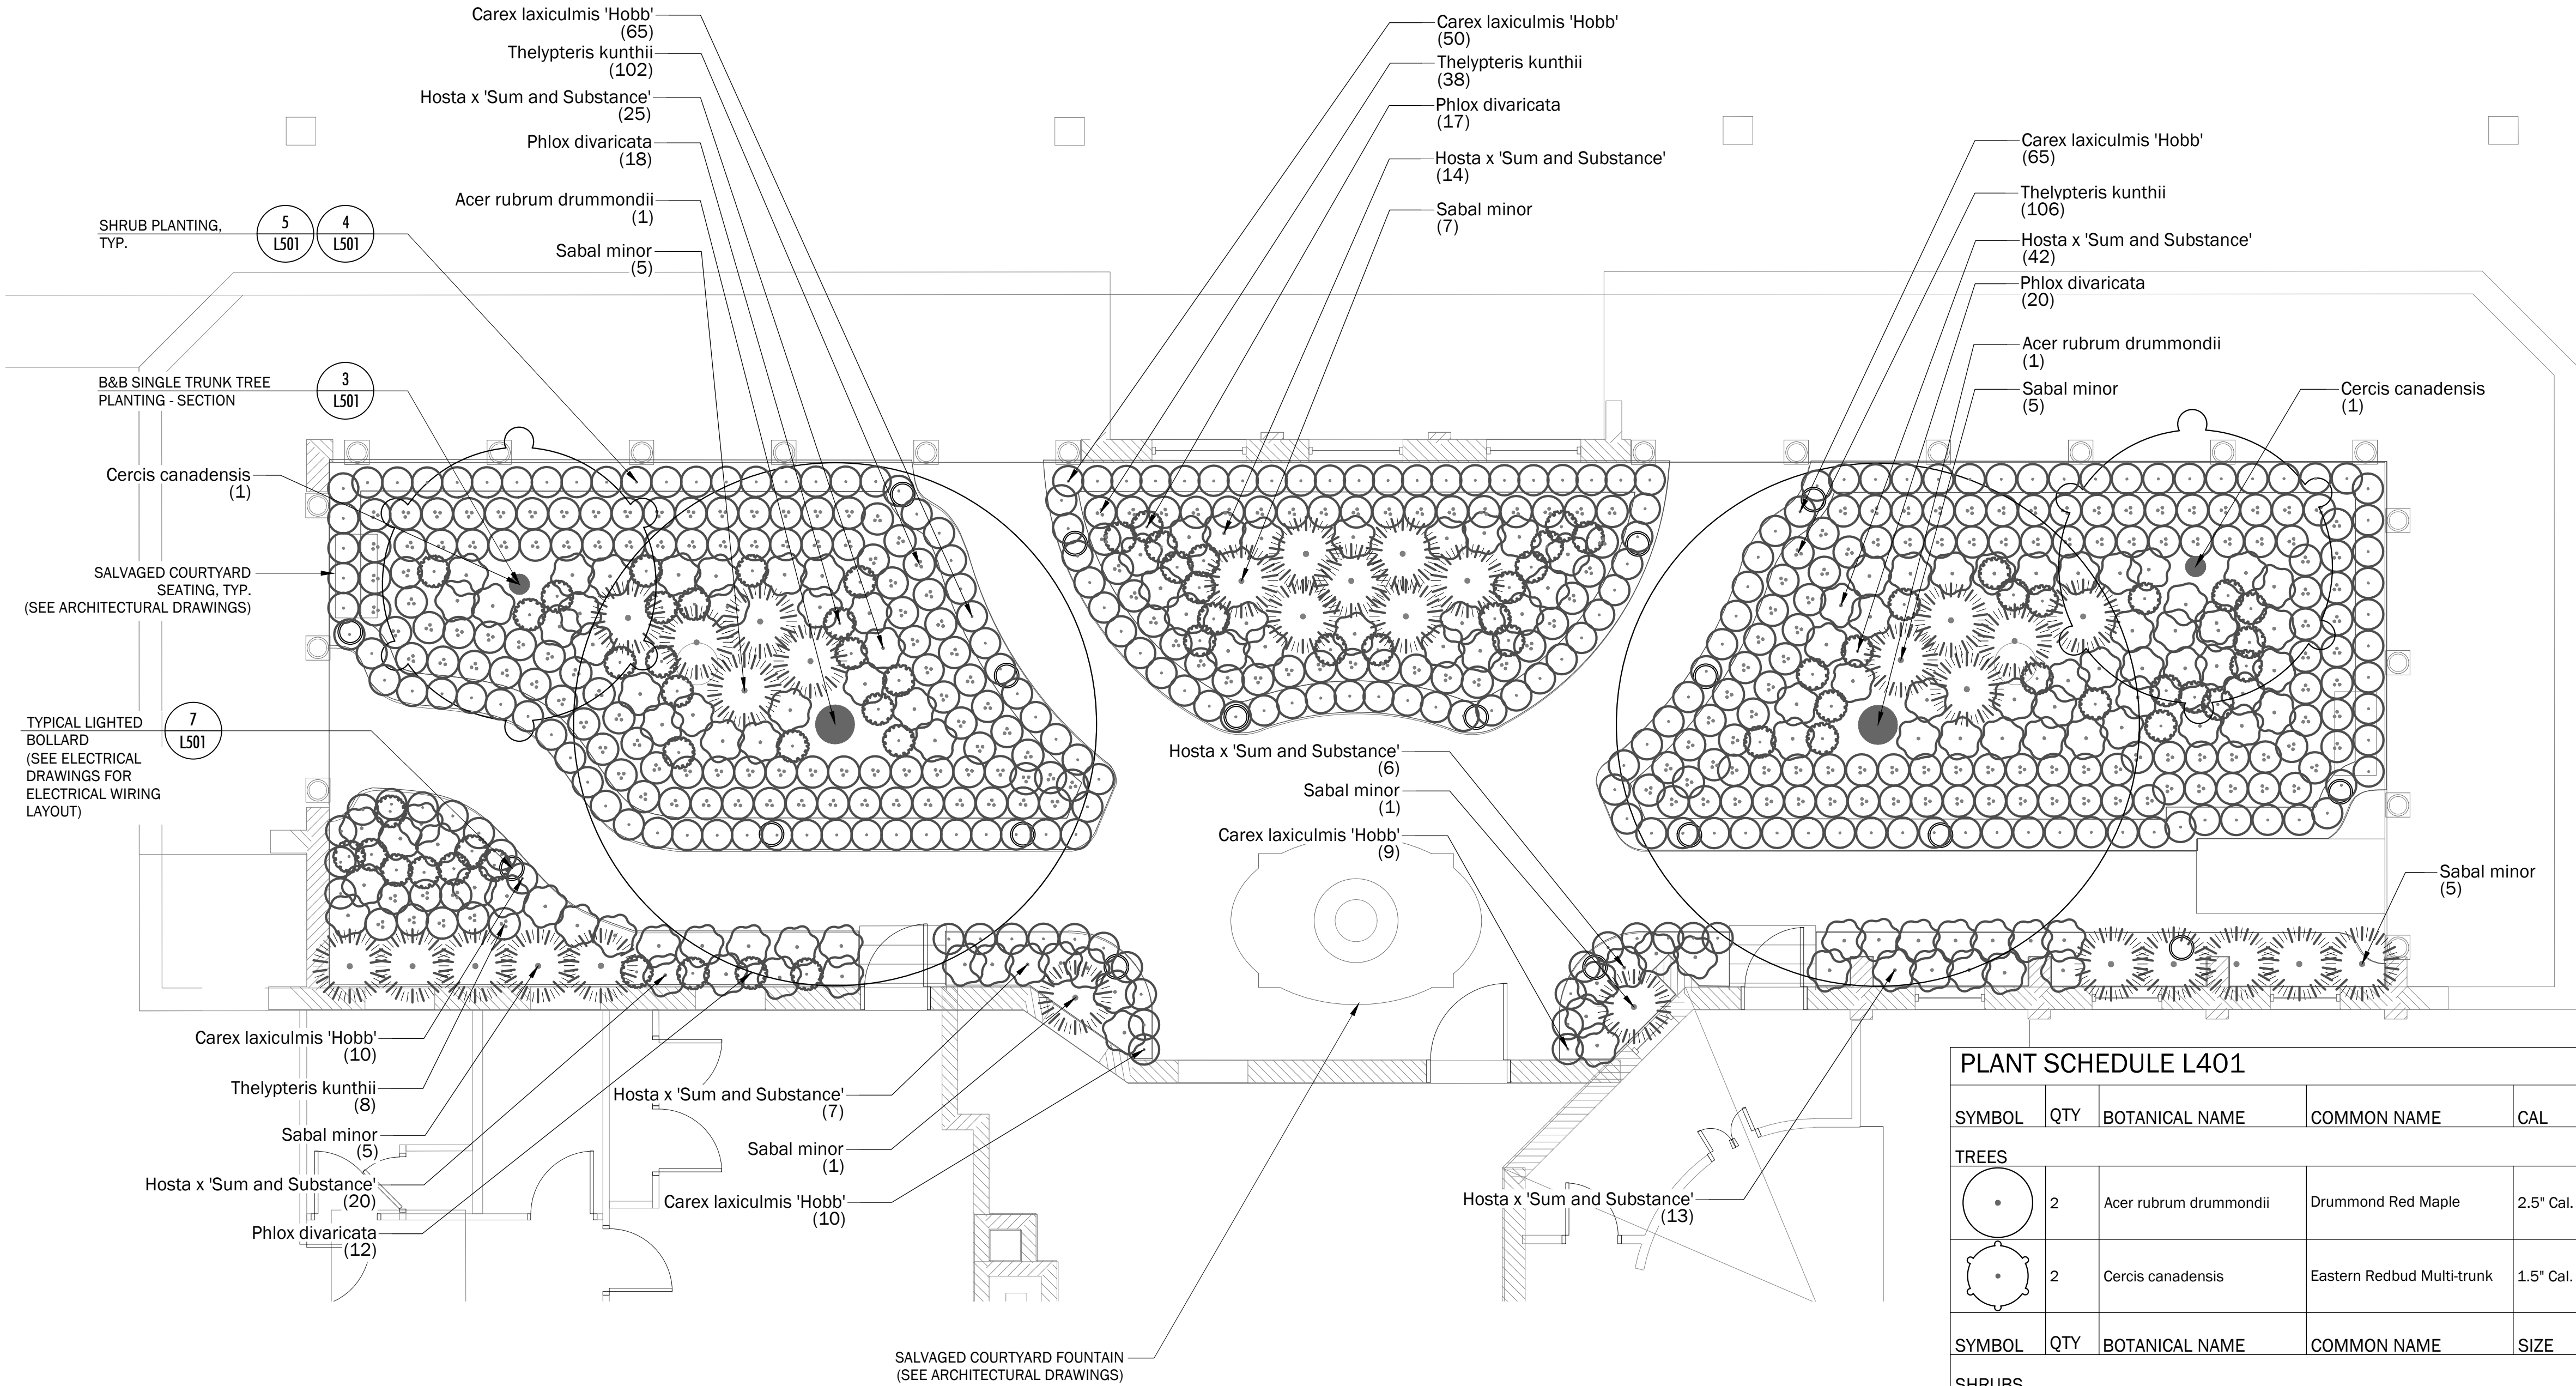 Carex laxiculmis 'Hobb'
(65)
Thelypteris kunthii
(102)
Hosta x 'Sum and Substance'
(25)
Phlox divaricata
(18)
Acer rubrum drummondii
(1)
Sabal minor
(5)
Carex laxiculmis 'Hobb'
(50)
Thelypteris kunthii
(38)
Phlox divaricata
(17)
Hosta x 'Sum and Substance'
(14)
Sabal minor
(7)
Carex laxiculmis 'Hobb'
(65)
Thelypteris kunthii
(106)
Hosta x 'Sum and Substance'
(42)
Phlox divaricata
(20)
Acer rubrum drummondii
(1)
Sabal minor
(5)
Cercis canadensis
(1)
SHRUB PLANTING,
TYP.
5
L501
4
L501
B&B SINGLE TRUNK TREE
PLANTING - SECTION
3
L501
Cercis canadensis
(1)
SALVAGED COURTYARD
SEATING, TYP.
(SEE ARCHITECTURAL DRAWINGS)
TYPICAL LIGHTED
BOLLARD
(SEE ELECTRICAL
DRAWINGS FOR
ELECTRICAL WIRING
LAYOUT)
7
L501
Hosta x 'Sum and Substance'
(6)
Sabal minor
(1)
Carex laxiculmis 'Hobb'
(9)
Sabal minor
(5)
Carex laxiculmis 'Hobb'
(10)
Thelypteris kunthii
(8)
Sabal minor
(5)
Hosta x 'Sum and Substance'
(20)
Phlox divaricata
(12)
Hosta x 'Sum and Substance'
(7)
Sabal minor
(1)
Carex laxiculmis 'Hobb'
(10)
Hosta x 'Sum and Substance'
(13)
SALVAGED COURTYARD FOUNTAIN
(SEE ARCHITECTURAL DRAWINGS)
PLANT SCHEDULE L401
SYMBOL QTY BOTANICAL NAME COMMON NAME CAL
TREES
2 Acer rubrum drummondii Drummond Red Maple 2.5" Cal.
2 Cercis canadensis Eastern Redbud Multi-trunk 1.5" Cal.
SYMBOL QTY BOTANICAL NAME COMMON NAME SIZE
SHRUBS